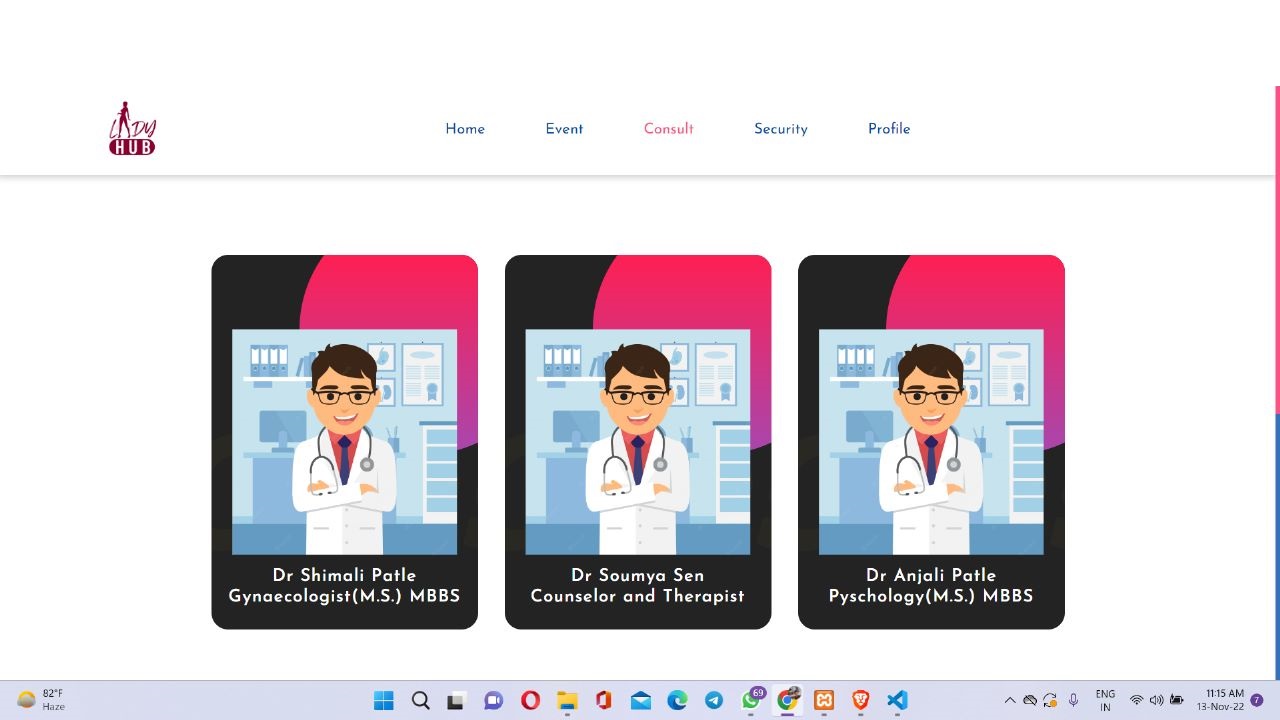 LADY
HUB
Home
Event
Consult
Security
Profile
Dr Shimali Patle
Gynaecologist(M.S.) MBBS
Dr Soumya Sen
Counselor and Therapist
Dr Anjali Patle
Pyschology(M.S.) MBBS
82°F
Haze
69
ENG
IN
11:15 AM
13-Nov-22
7